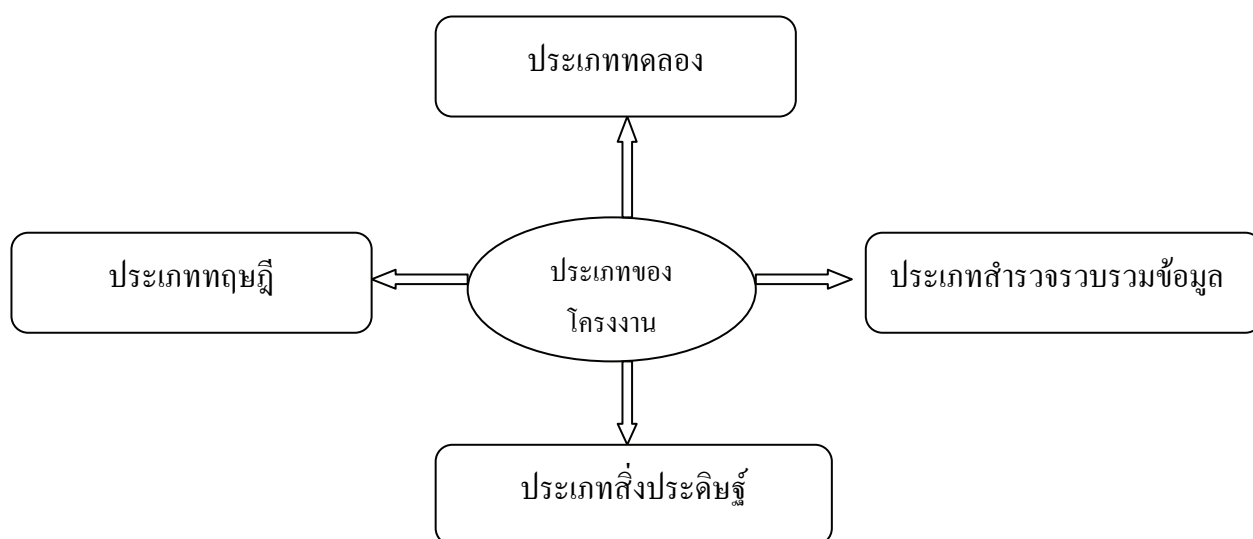 ประเภททดลอง
ประเภททฤษฎี
ประเภทของ
โครงงาน
ประเภทสำรวจรวบรวมข้อมูล
ประเภทสิ่งประดิษฐ์